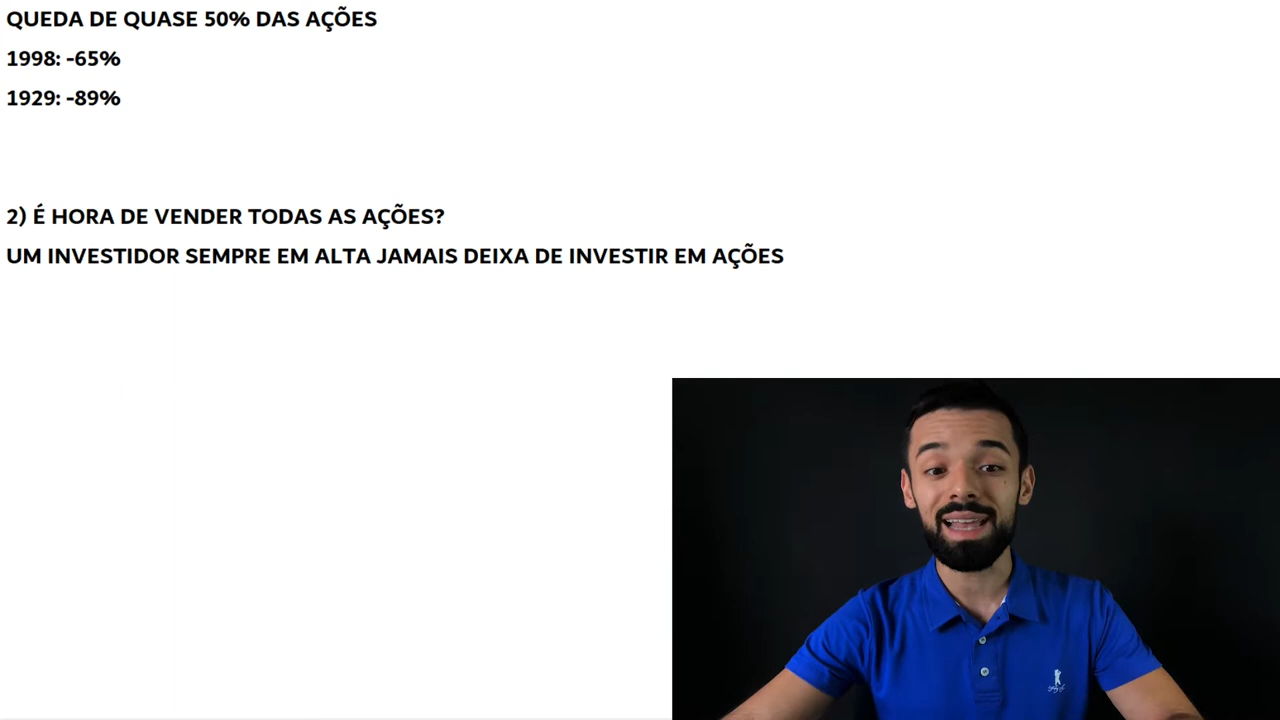 QUEDA DE QUASE 50% DAS AÇÕES
1998: -65%
1929: -89%
2) É HORA DE VENDER TODAS AS AÇÕES?
UM INVESTIDOR SEMPRE EM ALTA JAMAIS DEIXA DE INVESTIR EM AÇÕES